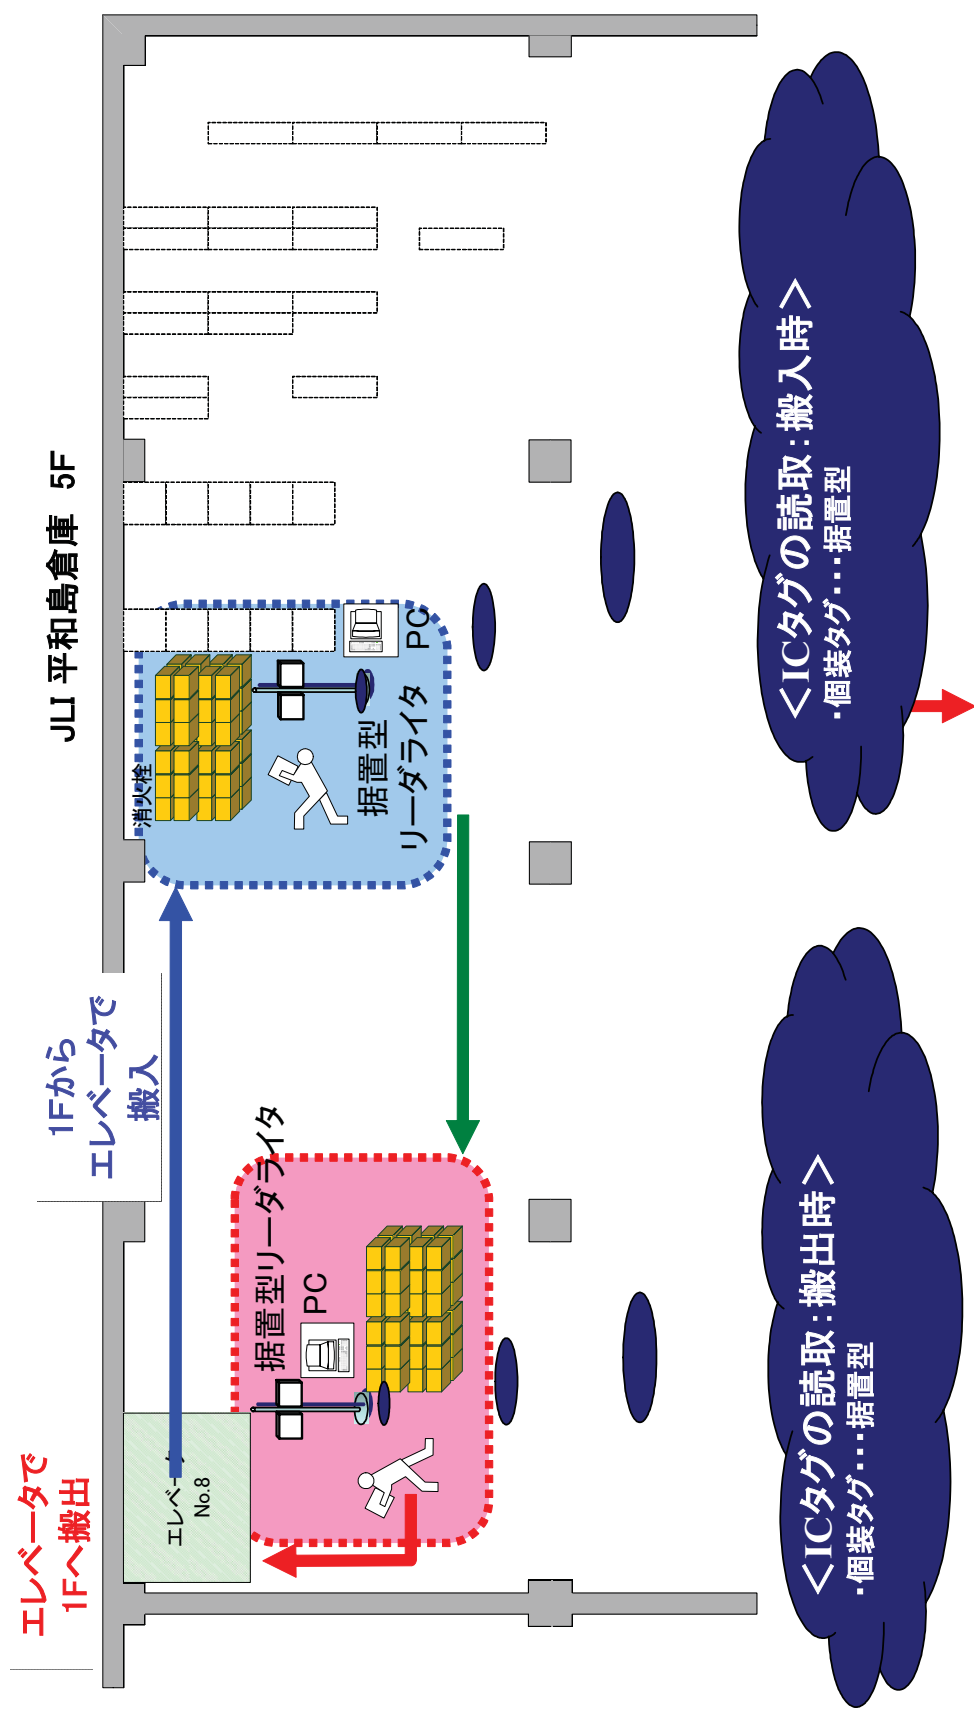 JLI 平和島倉庫 5F
エレベータで
1Fへ搬出
1Fから
エレベータで
搬入
エレベータ
No.8
消火栓
据置型リーダライタ
PC
据置型
リーダライタ
PC
＜ICタグの読取：搬出時＞
・個装タグ・・・据置型
＜ICタグの読取：搬入時＞
・個装タグ・・・据置型